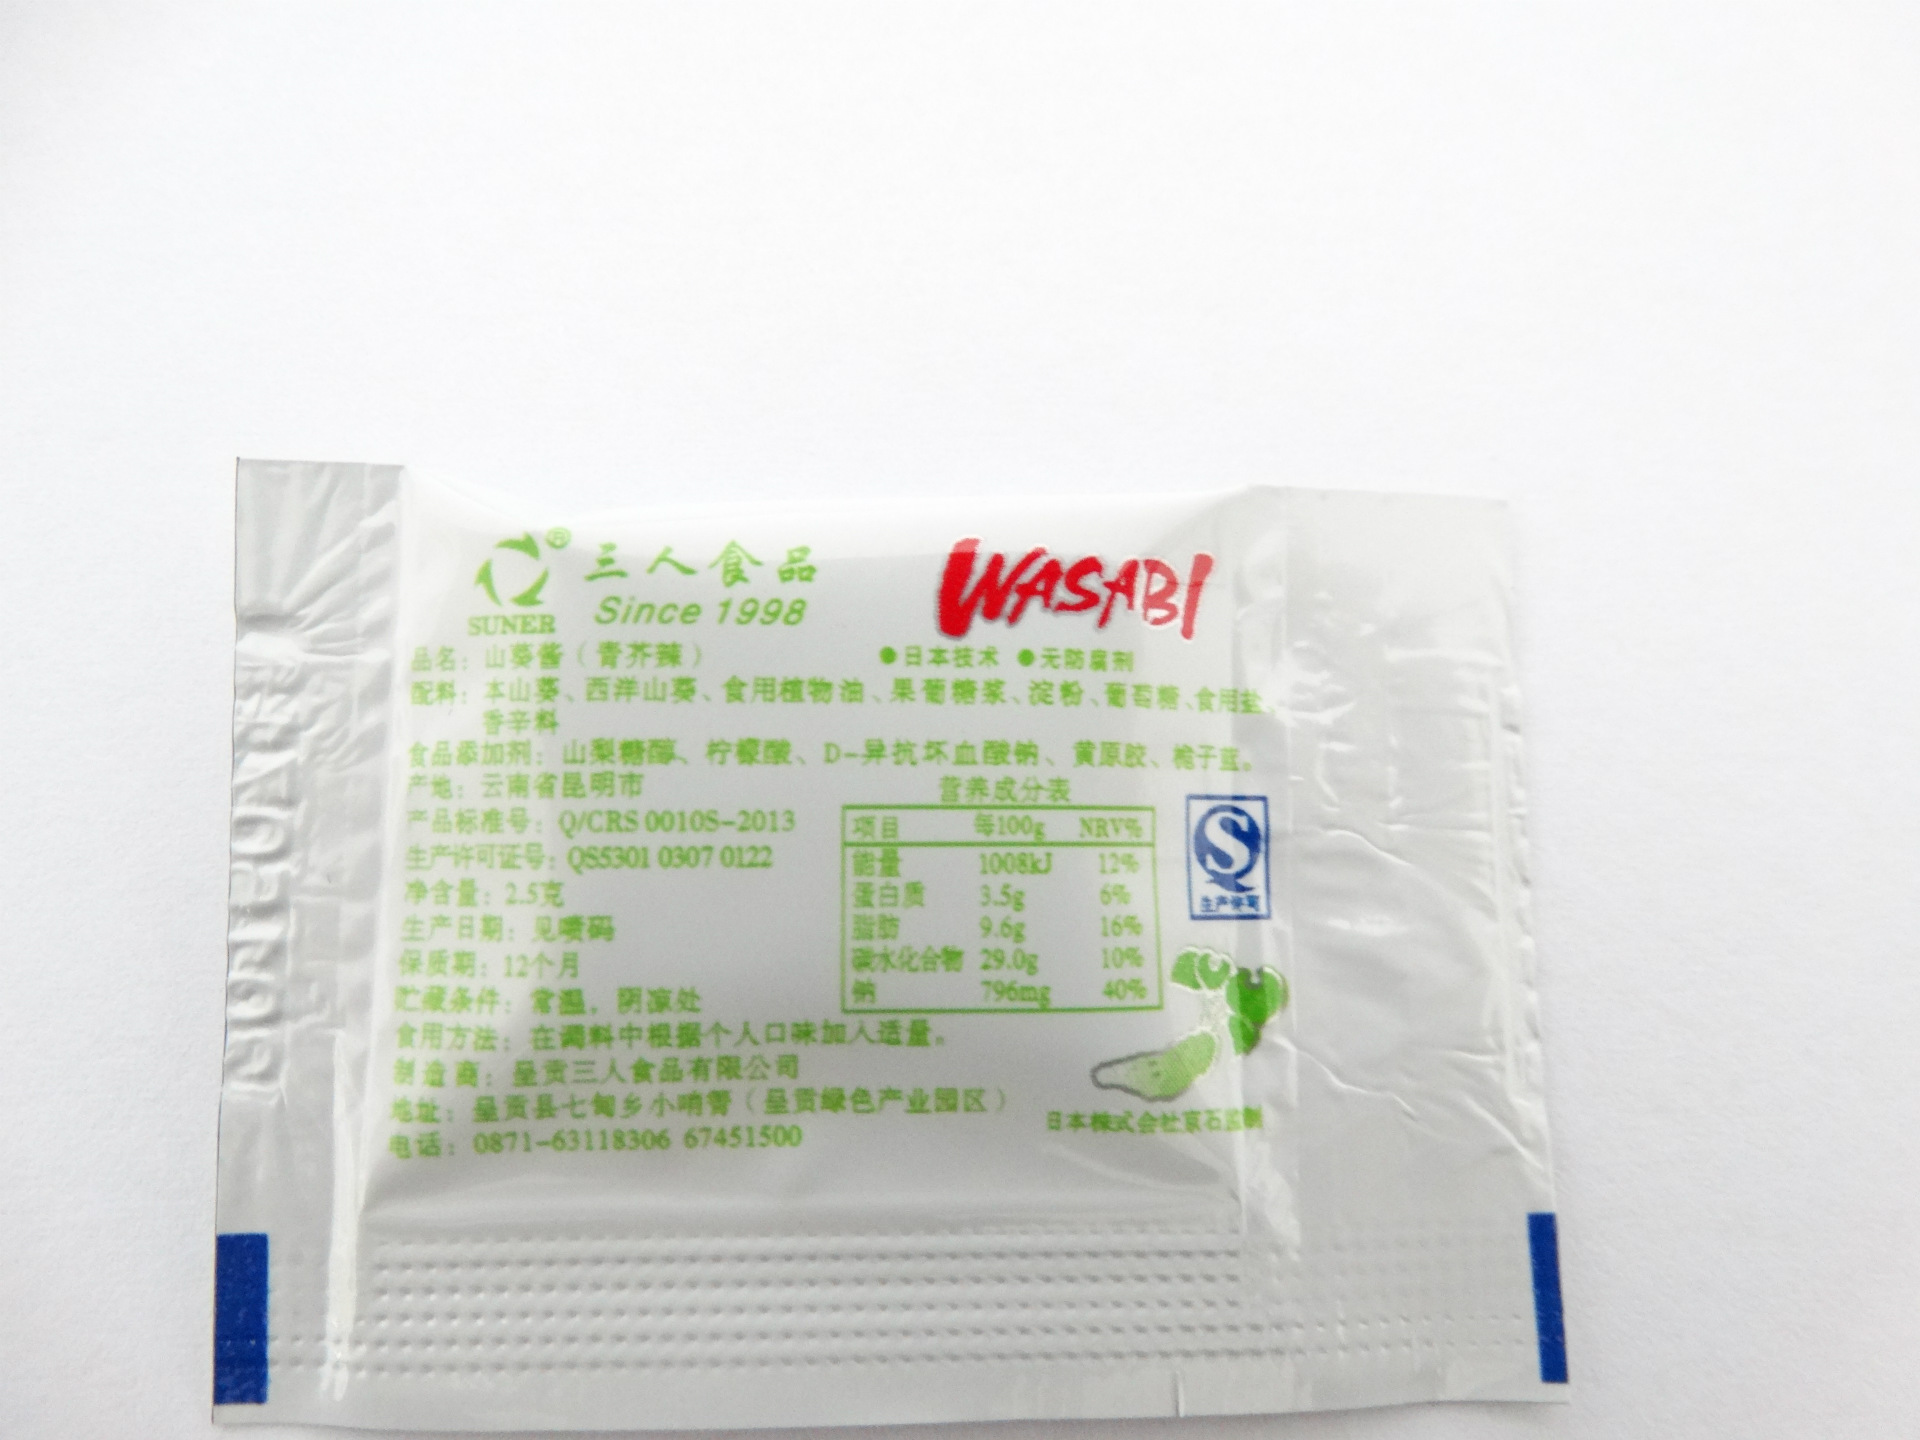 ® 三人食品
SUNER Since 1998
WASABI
品名：山葵酱（青芥辣）
●日本技术 ●无防腐剂
配料：本山葵、西洋山葵、食用植物油、果葡糖浆、淀粉、葡萄糖、食用盐、
香辛料
食品添加剂：山梨糖醇、柠檬酸、D-异抗坏血酸钠、黄原胶、栀子蓝。
产地：云南省昆明市
产品标准号：Q/CRS 0010S-2013
生产许可证号：QS5301 0307 0122
净含量：2.5克
生产日期：见喷码
保质期：12个月
贮藏条件：常温，阴凉处
营养成分表
项目 每100g NRV%
能量 1008kJ 12%
蛋白质 3.5g 6%
脂肪 9.6g 16%
碳水化合物 29.0g 10%
钠 796mg 40%
生产许可
食用方法：在调料中根据个人口味加入适量。
制造商：呈贡三人食品有限公司
地址：呈贡县七甸乡小哨箐（呈贡绿色产业园区）
电话：0871-63118306 67451500
日本株式会社京石监制